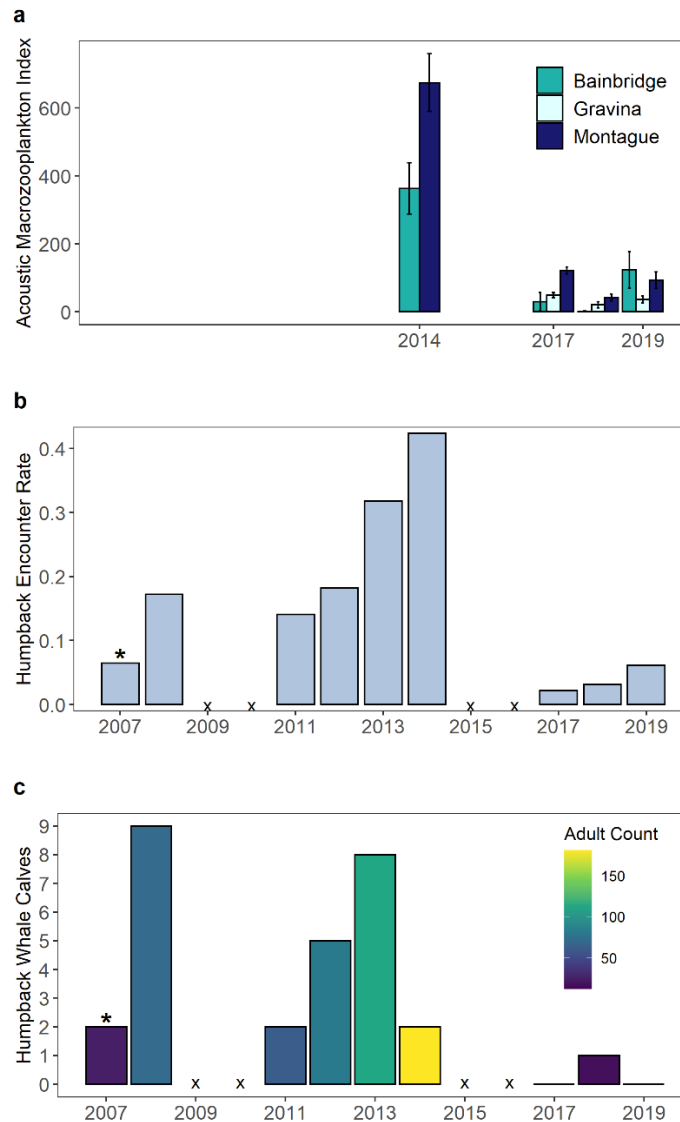 a
Acoustic Macrozooplankton Index
600
400
200
0
Bainbridge
Gravina
Montague
2014 2017 2019
b
Humpback Encounter Rate
0.4
0.3
0.2
0.1
0.0
*
x x x x
2007 2009 2011 2013 2015 2017 2019
c
Humpback Whale Calves
9
8
7
6
5
4
3
2
1
0
Adult Count
150
100
50
*
x x x x
2007 2009 2011 2013 2015 2017 2019